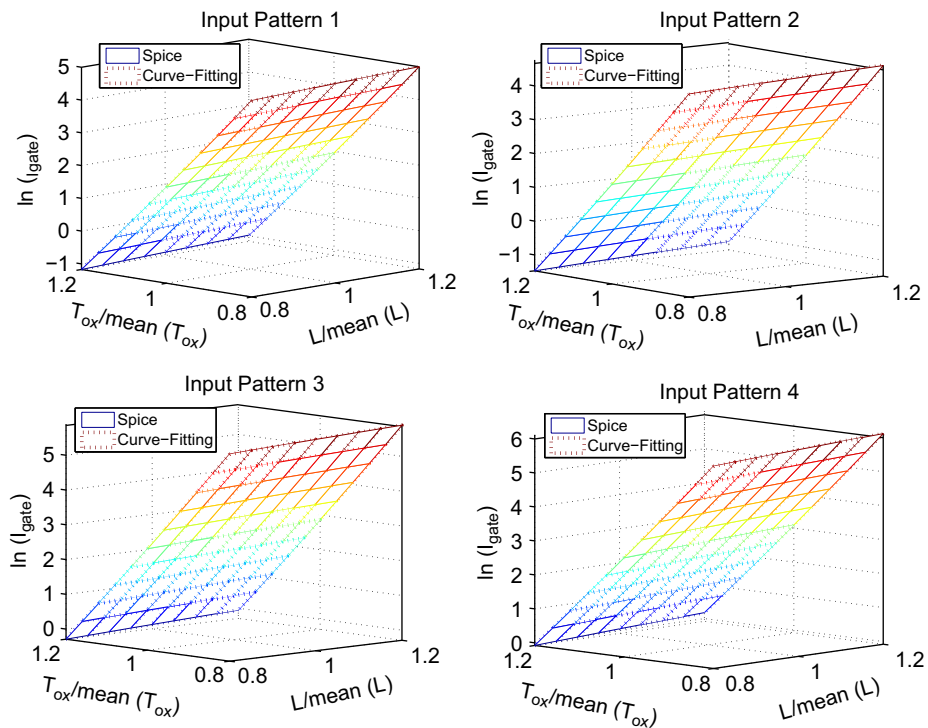 Input Pattern 1
Spice
Curve−Fitting
5
4
3
2
1
0
−1
ln (Igate)
1.2
1
0.8
Tox/mean (Tox)
0.8
1
1.2
L/mean (L)
Input Pattern 2
Spice
Curve−Fitting
4
3
2
1
0
−1
ln (Igate)
1.2
1
0.8
Tox/mean (Tox)
0.8
1
1.2
L/mean (L)
Input Pattern 3
Spice
Curve−Fitting
5
4
3
2
1
0
ln (Igate)
1.2
1
0.8
Tox/mean (Tox)
0.8
1
1.2
L/mean (L)
Input Pattern 4
Spice
Curve−Fitting
6
5
4
3
2
1
0
ln (Igate)
1.2
1
0.8
Tox/mean (Tox)
0.8
1
1.2
L/mean (L)